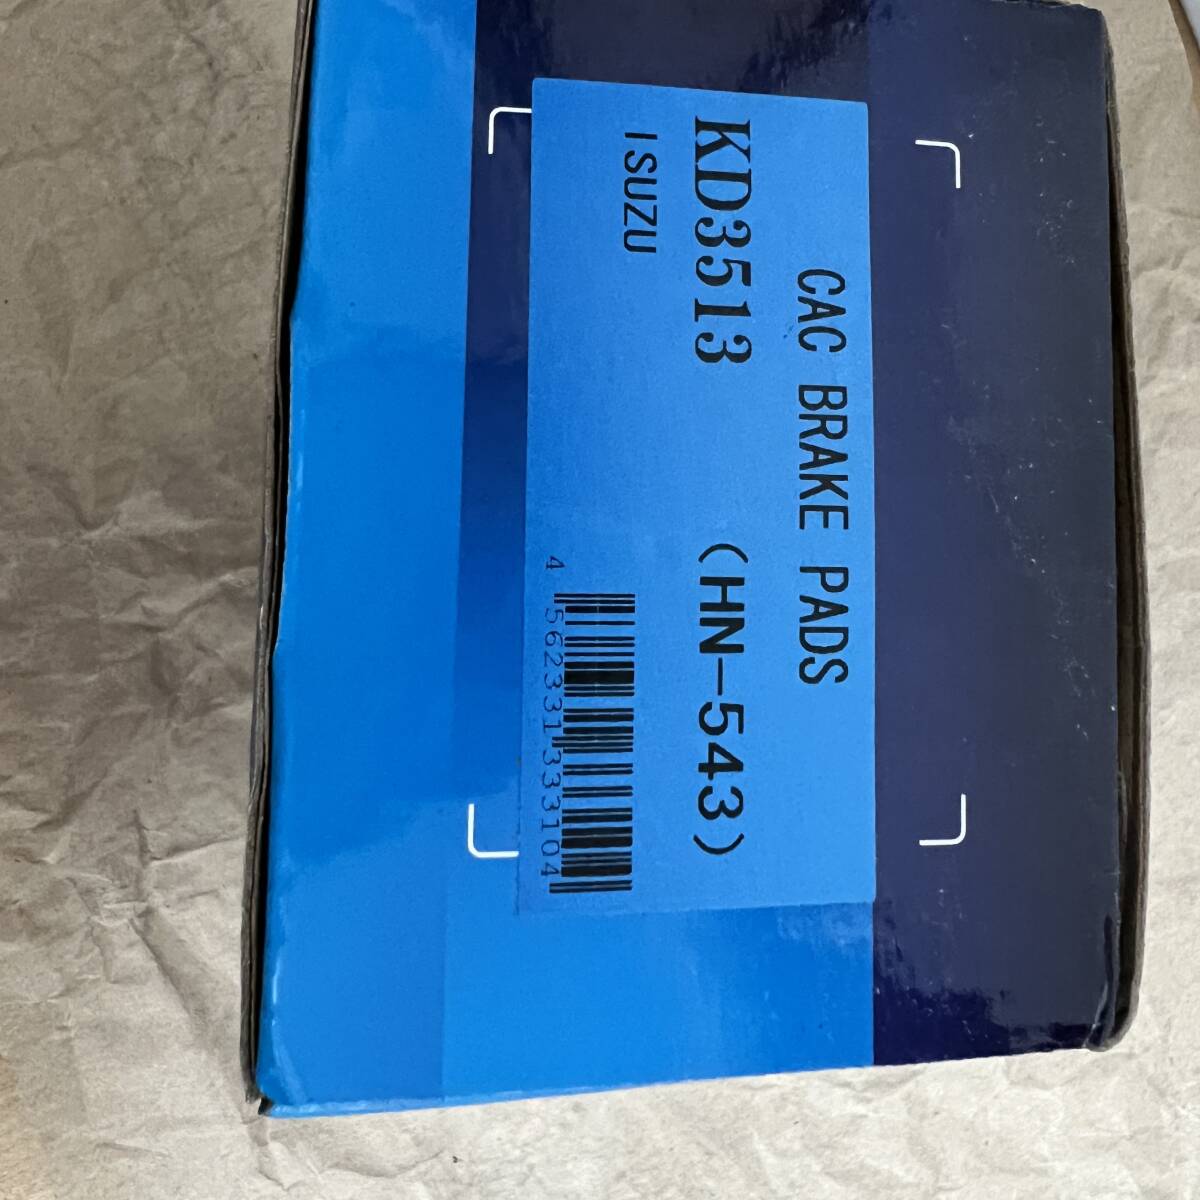 CAC BRAKE PADS
KD3513 (HN-543)
ISUZU
4 562331 333104